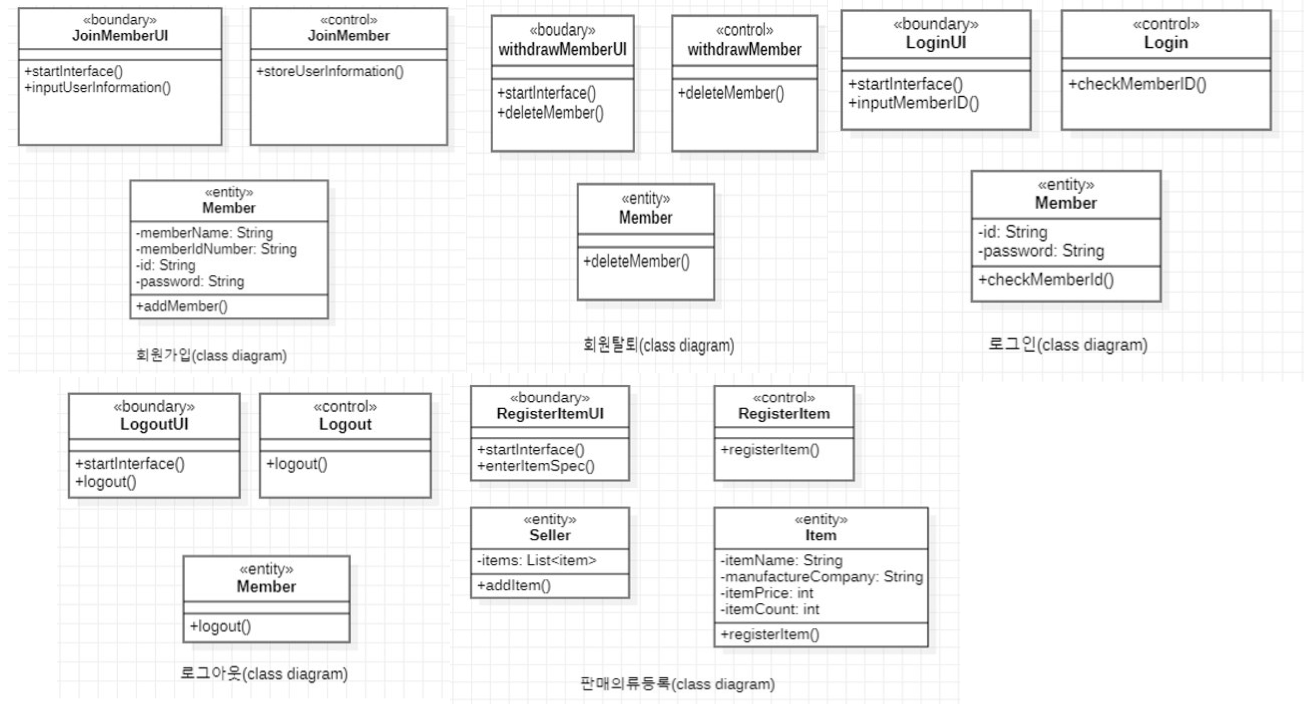 «boundary»
JoinMemberUI
+startInterface()
+inputUserInformation()
«control»
JoinMember
+storeUserInformation()
«entity»
Member
-memberName: String
-memberIdNumber: String
-id: String
-password: String
+addMember()
회원가입(class diagram)
«boudary»
withdrawMemberUI
+startInterface()
+deleteMember()
«control»
withdrawMember
+deleteMember()
«entity»
Member
+deleteMember()
회원탈퇴(class diagram)
«boundary»
LoginUI
+startInterface()
+inputMemberID()
«control»
Login
+checkMemberID()
«entity»
Member
-id: String
-password: String
+checkMemberId()
로그인(class diagram)
«boundary»
LogoutUI
+startInterface()
+logout()
«control»
Logout
+logout()
«entity»
Member
+logout()
로그아웃(class diagram)
«boundary»
RegisterItemUI
+startInterface()
+enterItemSpec()
«control»
RegisterItem
+registerItem()
«entity»
Seller
-items: List<item>
+addItem()
«entity»
Item
-itemName: String
-manufactureCompany: String
-itemPrice: int
-itemCount: int
+registerItem()
판매의류등록(class diagram)